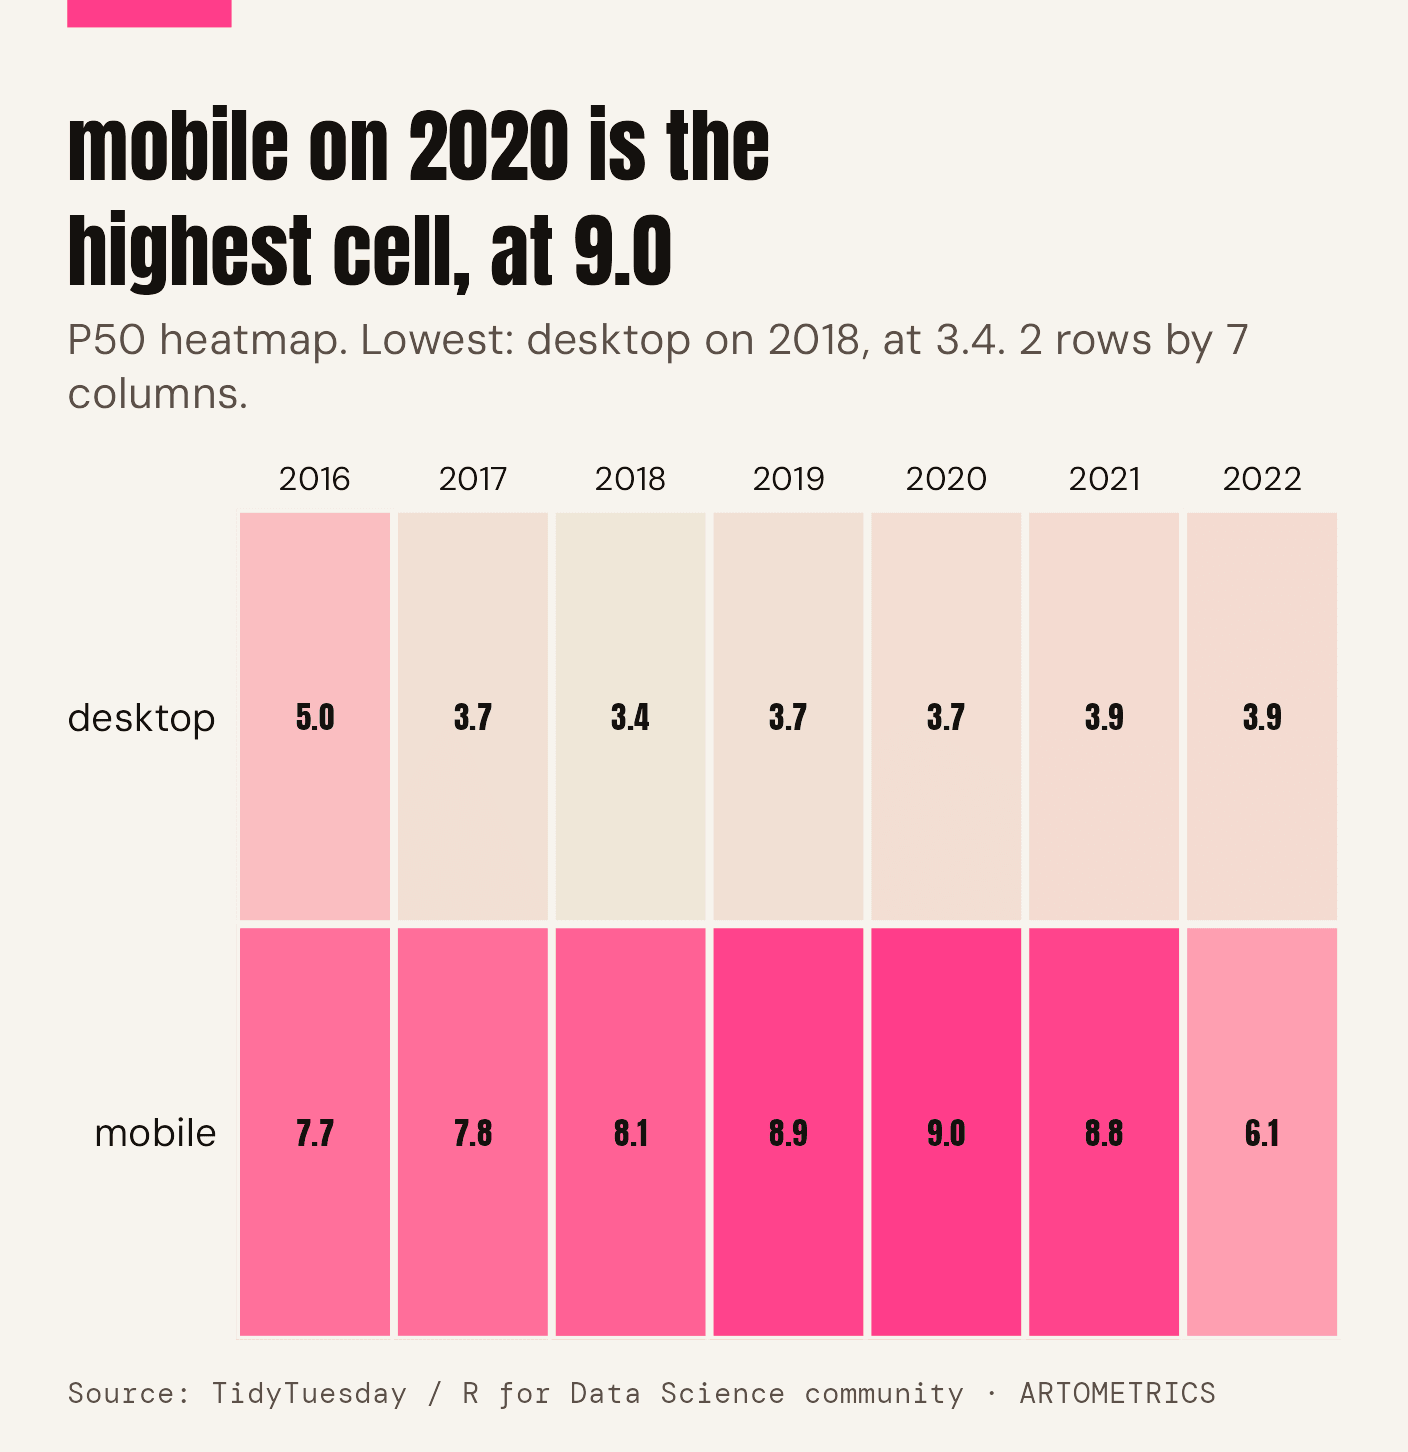 mobile on 2020 is the
highest cell, at 9.0
P50 heatmap. Lowest: desktop on 2018, at 3.4. 2 rows by 7
columns.
2016 2017 2018 2019 2020 2021 2022
desktop 5.0 3.7 3.4 3.7 3.7 3.9 3.9
mobile 7.7 7.8 8.1 8.9 9.0 8.8 6.1
Source: TidyTuesday / R for Data Science community · ARTOMETRICS